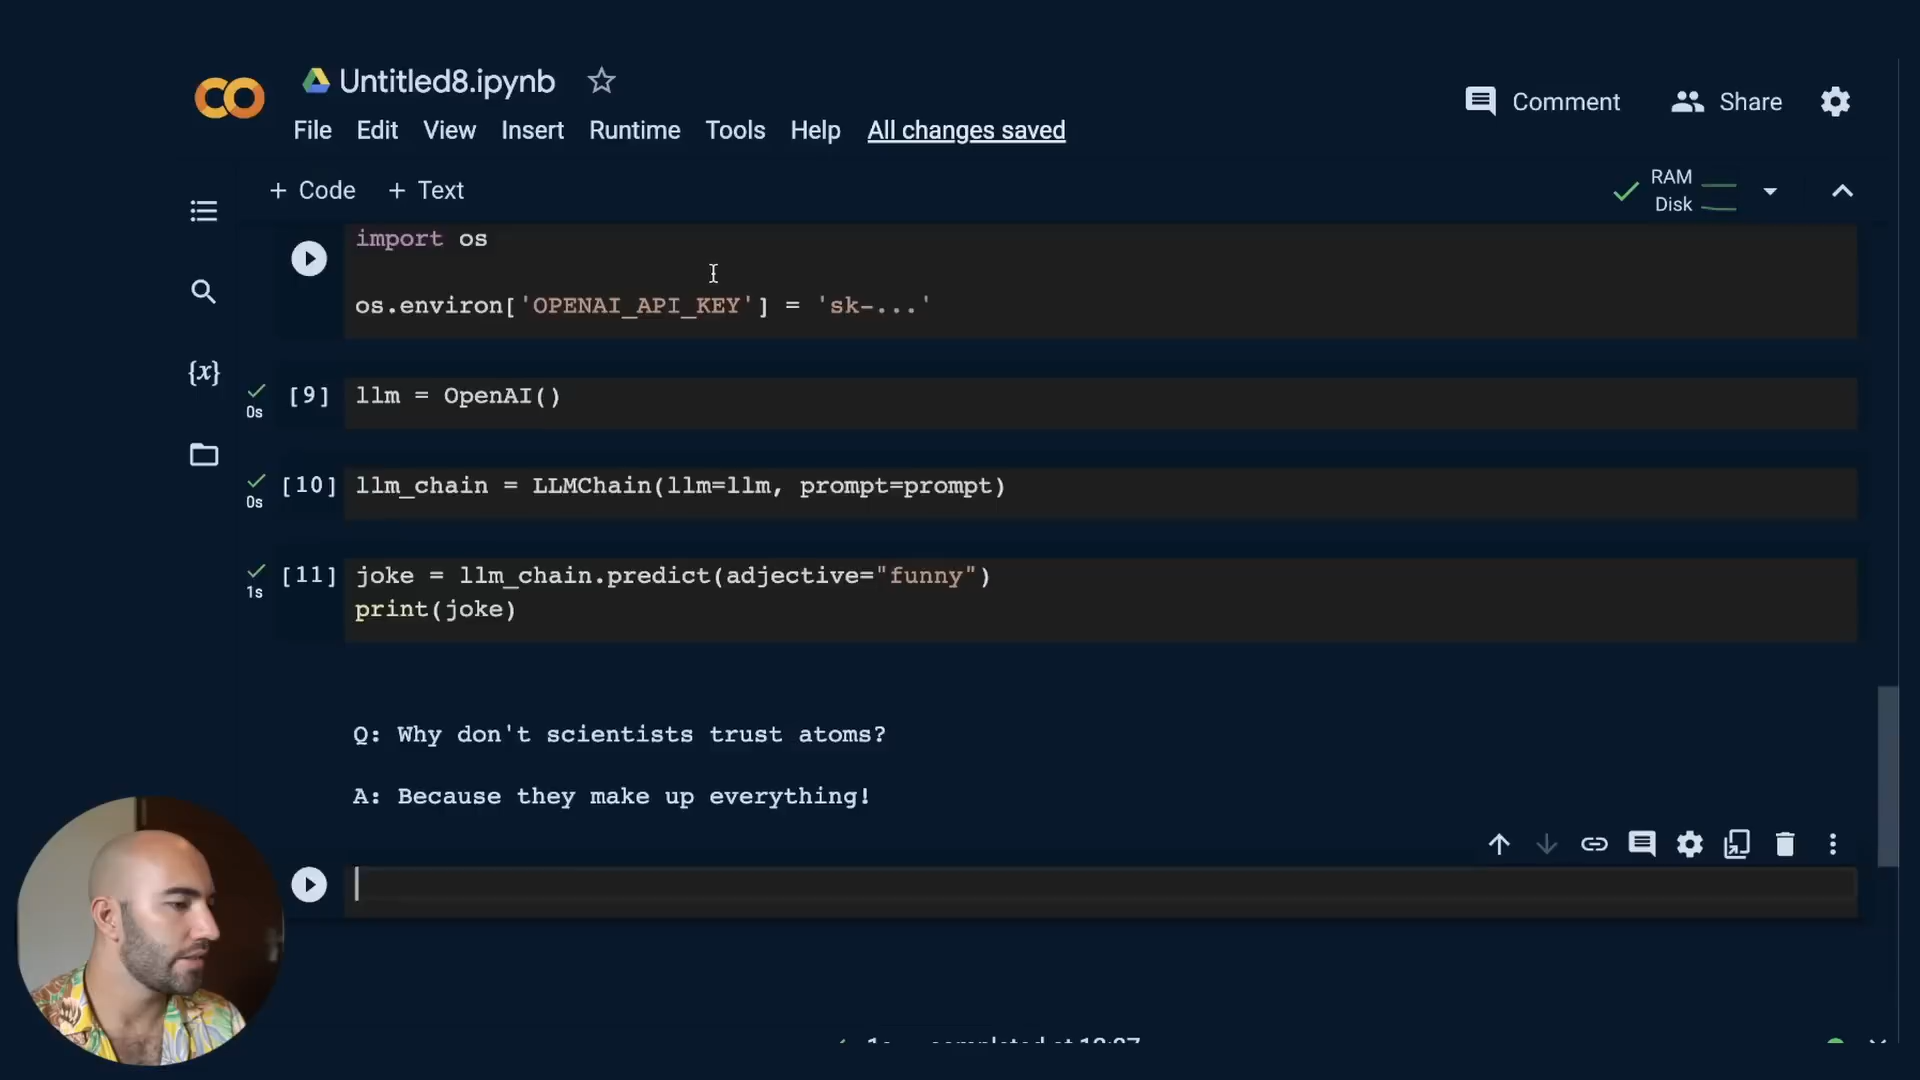 Untitled8.ipynb
Comment
Share
File Edit View Insert Runtime Tools Help All changes saved
+ Code + Text
RAM
Disk
import os
os.environ['OPENAI_API_KEY'] = 'sk-...'
[9] llm = OpenAI()
0s
[10] llm_chain = LLMChain(llm=llm, prompt=prompt)
0s
[11] joke = llm_chain.predict(adjective="funny")
1s
print(joke)
Q: Why don't scientists trust atoms?
A: Because they make up everything!